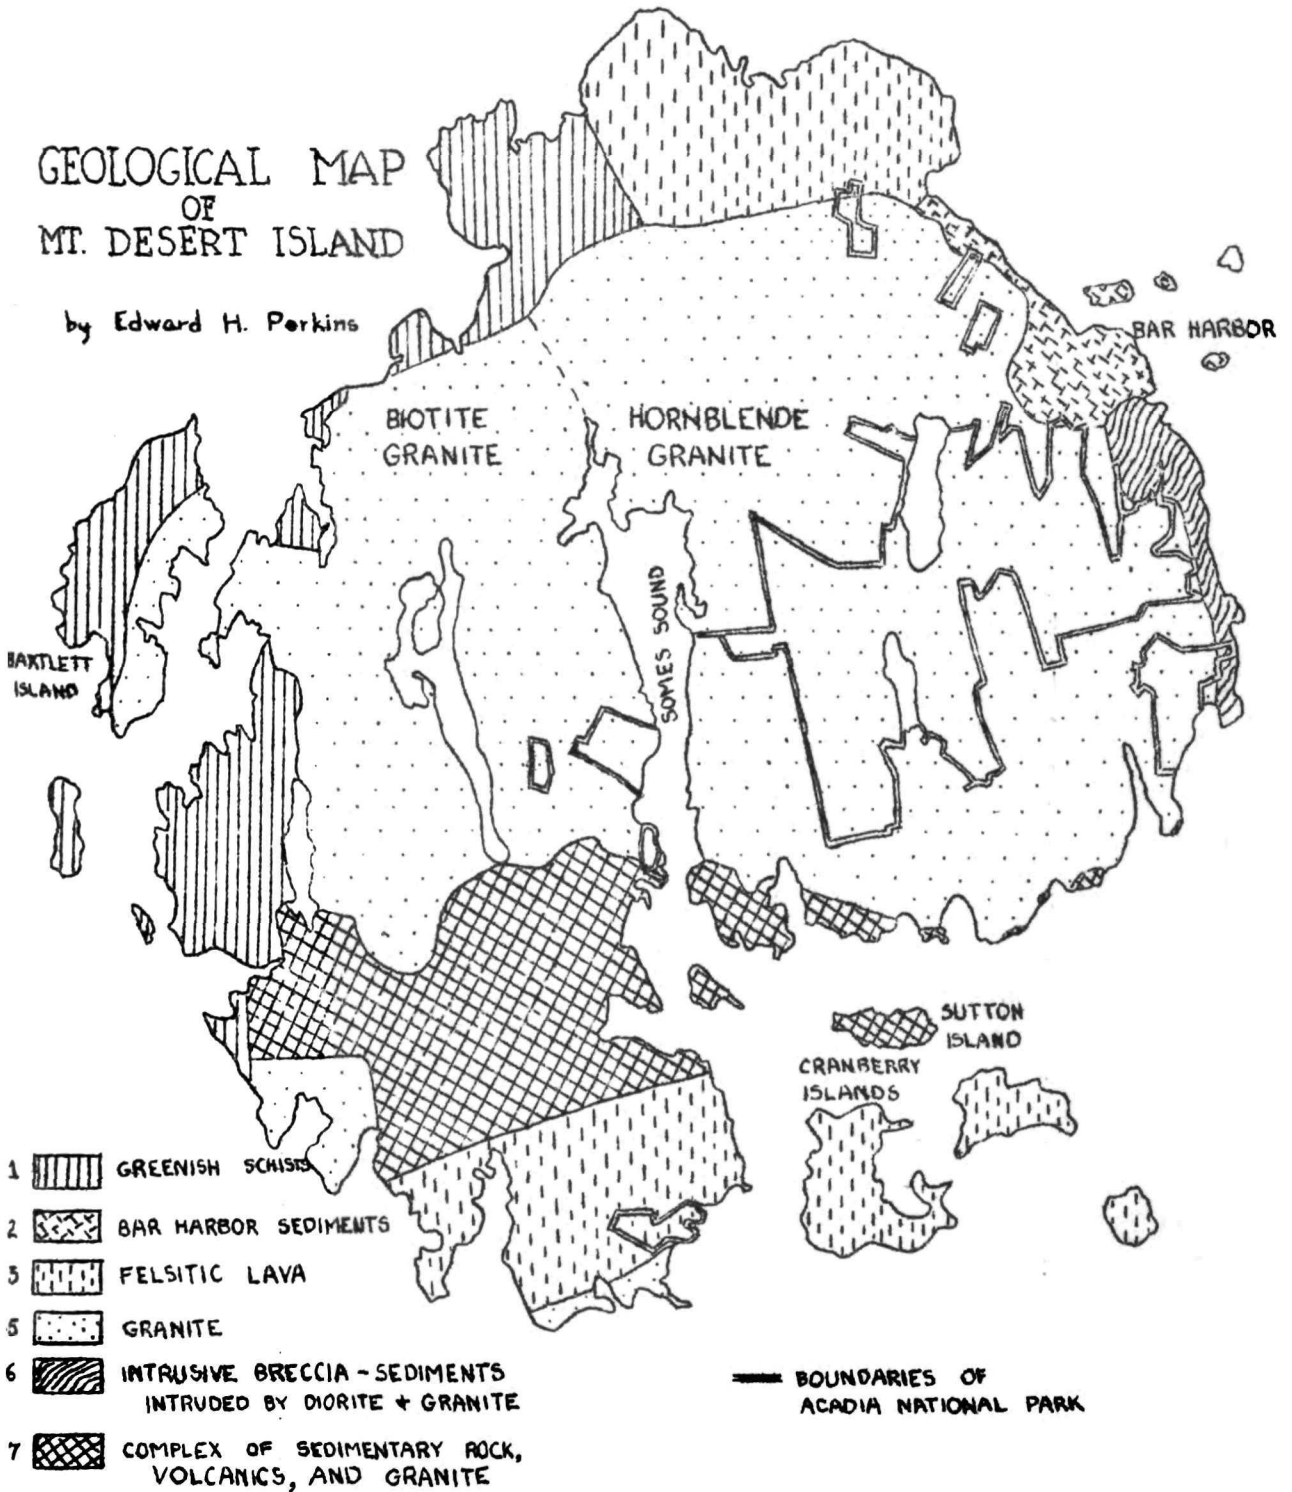 GEOLOGICAL MAP
OF
MT. DESERT ISLAND
by Edward H. Perkins
BAR HARBOR
BIOTITE
GRANITE
HORNBLENDE
GRANITE
SOMES SOUND
BARTLETT
ISLAND
SUTTON
ISLAND
CRANBERRY
ISLANDS
1 GREENISH SCHISTS
2 BAR HARBOR SEDIMENTS
3 FELSITIC LAVA
5 GRANITE
6 INTRUSIVE BRECCIA - SEDIMENTS
INTRUDED BY DIORITE + GRANITE
7 COMPLEX OF SEDIMENTARY ROCK,
VOLCANICS, AND GRANITE
BOUNDARIES OF
ACADIA NATIONAL PARK